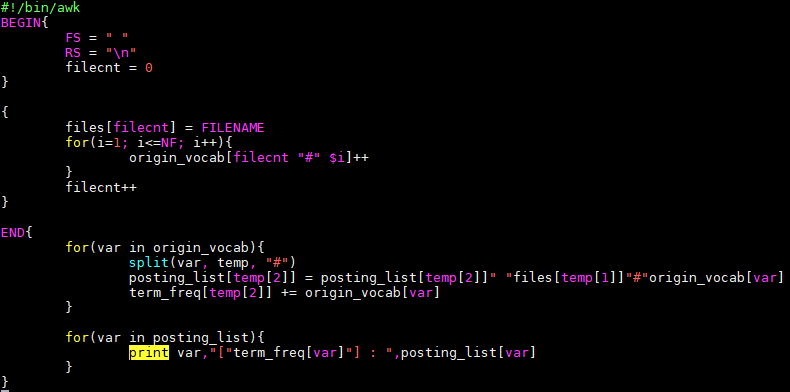 #!/bin/awk
BEGIN{
        FS = " "
        RS = "\n"
        filecnt = 0
}

{
        files[filecnt] = FILENAME
        for(i=1; i<=NF; i++){
                origin_vocab[filecnt "#" $i]++
        }
        filecnt++
}

END{
        for(var in origin_vocab){
                split(var, temp, "#")
                posting_list[temp[2]] = posting_list[temp[2]]" "files[temp[1]]"#"origin_vocab[var]
                term_freq[temp[2]] += origin_vocab[var]
        }

        for(var in posting_list){
                print var,"["term_freq[var]"] : ",posting_list[var]
        }
}